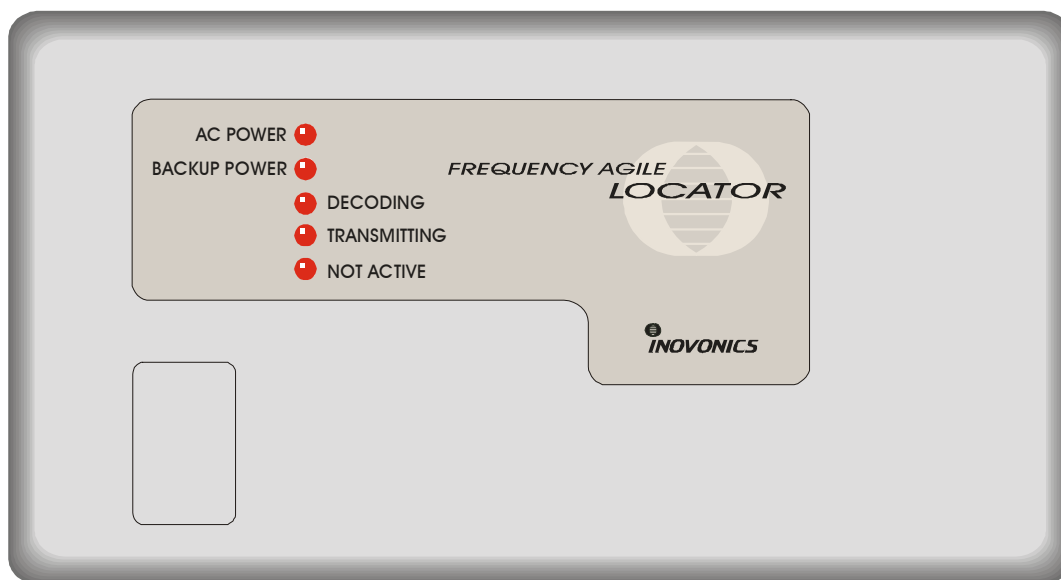 AC POWER
BACKUP POWER
FREQUENCY AGILE
LOCATOR
DECODING
TRANSMITTING
NOT ACTIVE
INOVONICS